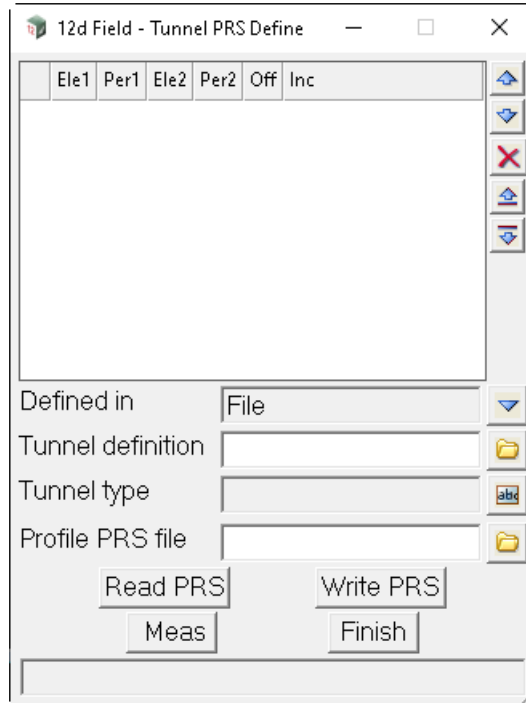 12d Field - Tunnel PRS Define
Ele1 Per1 Ele2 Per2 Off Inc
Defined in File
Tunnel definition
Tunnel type abc
Profile PRS file
Read PRS Write PRS
Meas Finish